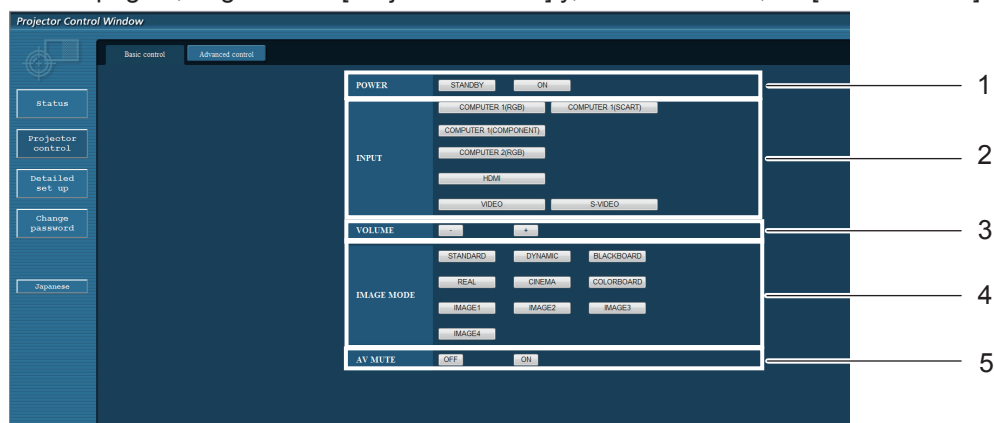 Projector Control Window
Basic control Advanced control
Status
Projector control
Detailed set up
Change password
Japanese
POWER STANDBY ON
INPUT
COMPUTER 1(RGB) COMPUTER 1(SCART)
COMPUTER 1(COMPONENT)
COMPUTER 2(RGB)
HDMI
VIDEO S-VIDEO
VOLUME - +
IMAGE MODE
STANDARD DYNAMIC BLACKBOARD
REAL CINEMA COLORBOARD
IMAGE1 IMAGE2 IMAGE3
IMAGE4
AV MUTE OFF ON
1
2
3
4
5